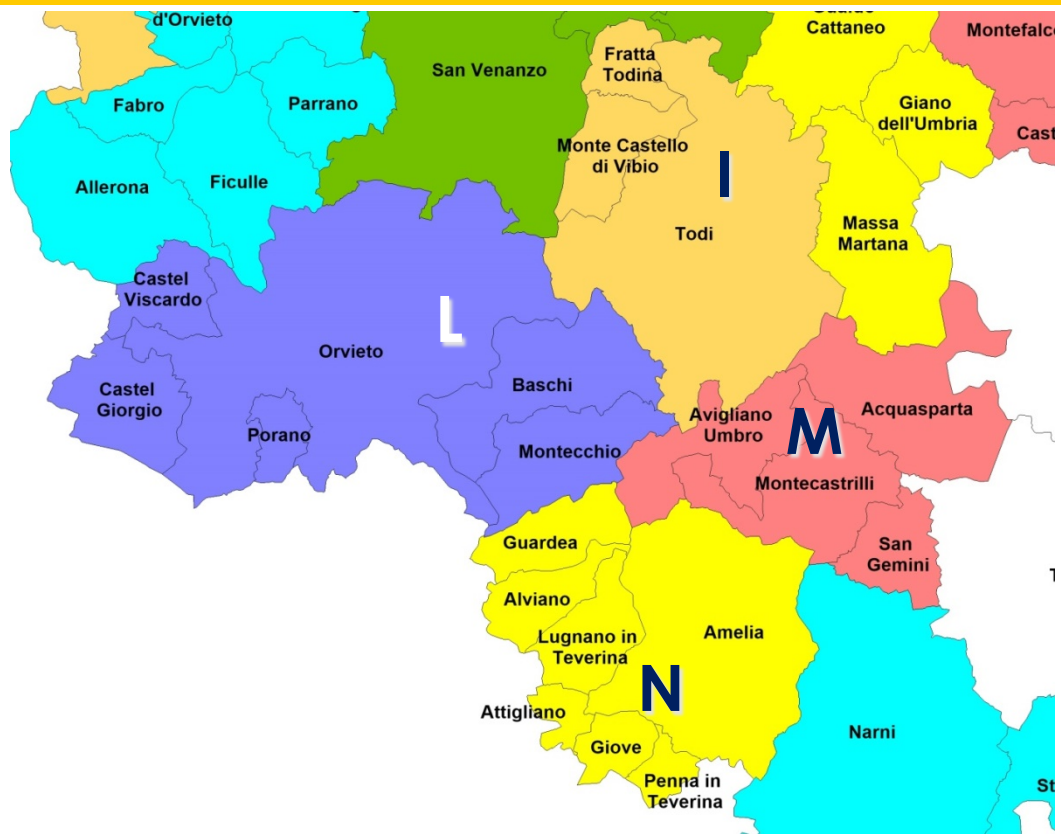 d'Orvieto
Cattaneo
Montefalco
San Venanzo
Fratta
Todina
Fabro
Parrano
Giano
dell'Umbria
Cast
Monte Castello
di Vibio
I
Allerona
Ficulle
Todi
Massa
Martana
Castel
Viscardo
L
Orvieto
Baschi
Castel
Giorgio
Porano
Montecchio
Avigliano
Umbro
M
Acquasparta
Montecastrilli
Guardea
San
Gemini
Alviano
Lugnano in
Teverina
Amelia
N
Attigliano
Giove
Narni
Penna in
Teverina
St